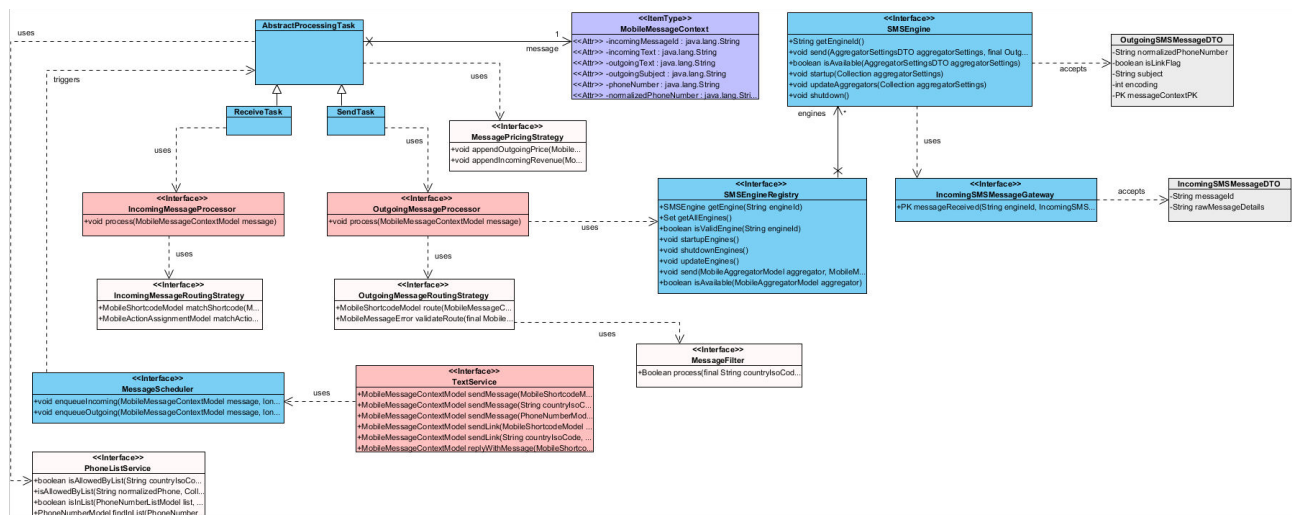 uses
AbstractProcessingTask
1
message
<<ItemType>>
MobileMessageContext
<<Attr>> -incomingMessageId : java.lang.String
<<Attr>> -incomingText : java.lang.String
<<Attr>> -outgoingText : java.lang.String
<<Attr>> -outgoingSubject : java.lang.String
<<Attr>> -phoneNumber : java.lang.String
<<Attr>> -normalizedPhoneNumber : java.lang.Stri...
<<Interface>>
SMSEngine
+String getEngineId()
+void send(AggregatorSettingsDTO aggregatorSettings, final Outg...
+boolean isAvailable(AggregatorSettingsDTO aggregatorSettings)
+void startup(Collection aggregatorSettings)
+void updateAggregators(Collection aggregatorSettings)
+void shutdown()
accepts
OutgoingSMSMessageDTO
-String normalizedPhoneNumber
-boolean isLinkFlag
-String subject
-int encoding
-PK messageContextPK
triggers
uses
ReceiveTask
SendTask
<<Interface>>
MessagePricingStrategy
+void appendOutgoingPrice(Mobile...
+void appendIncomingRevenue(Mo...
engines
*
uses
uses
uses
<<Interface>>
IncomingMessageProcessor
+void process(MobileMessageContextModel message)
<<Interface>>
OutgoingMessageProcessor
+void process(MobileMessageContextModel message)
uses
<<Interface>>
SMSEngineRegistry
+SMSEngine getEngine(String engineId)
+Set getAllEngines()
+boolean isValidEngine(String engineId)
+void startupEngines()
+void shutdownEngines()
+void updateEngines()
+void send(MobileAggregatorModel aggregator, MobileM...
+boolean isAvailable(MobileAggregatorModel aggregator)
<<Interface>>
IncomingSMSMessageGateway
+PK messageReceived(String engineId, IncomingSMS...
accepts
IncomingSMSMessageDTO
-String messageId
-String rawMessageDetails
uses
uses
<<Interface>>
IncomingMessageRoutingStrategy
+MobileShortcodeModel matchShortcode(M...
+MobileActionAssignmentModel matchActio...
<<Interface>>
OutgoingMessageRoutingStrategy
+MobileShortcodeModel route(MobileMessageC...
+MobileMessageError validateRoute(final Mobile...
uses
<<Interface>>
MessageFilter
+Boolean process(final String countryIsoCod...
<<Interface>>
MessageScheduler
+void enqueueIncoming(MobileMessageContextModel message, lon...
+void enqueueOutgoing(MobileMessageContextModel message, lon...
uses
<<Interface>>
TextService
+MobileMessageContextModel sendMessage(MobileShortcodeM...
+MobileMessageContextModel sendMessage(String countryIsoC...
+MobileMessageContextModel sendMessage(PhoneNumberMod...
+MobileMessageContextModel sendLink(MobileShortcodeModel ...
+MobileMessageContextModel sendLink(String countryIsoCode, ...
+MobileMessageContextModel replyWithMessage(MobileShortco...
<<Interface>>
PhoneListService
+boolean isAllowedByList(String countryIsoCo...
+isAllowedByList(String normalizedPhone, Coll...
+boolean isInList(PhoneNumberListModel list, ...
+PhoneNumberModel findInList(PhoneNumber